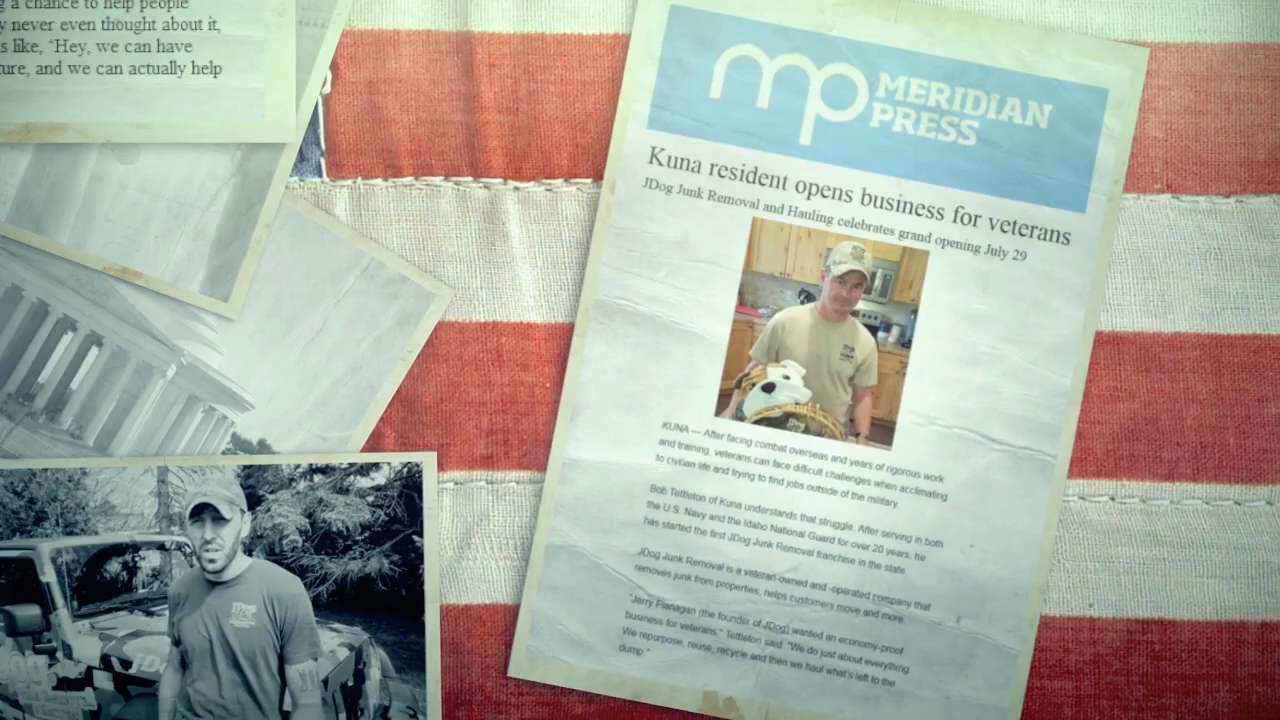 g a chance to help people
y never even thought about it,
s like, 'Hey, we can have
ture, and we can actually help
mp MERIDIAN
PRESS
Kuna resident opens business for veterans
JDog Junk Removal and Hauling celebrates grand opening July 29
KUNA — After facing combat overseas and years of rigorous work
and training, veterans can face difficult challenges when acclimating
to civilian life and trying to find jobs outside of the military.
Bob Tettleton of Kuna understands that struggle. After serving in both
the U.S. Navy and the Idaho National Guard for over 20 years, he
has started the first JDog Junk Removal franchise in the state.
JDog Junk Removal is a veteran-owned and -operated company that
removes junk from properties, helps customers move and more.
"Jerry Flanagan (the founder of JDog) wanted an economy-proof
business for veterans," Tettleton said. "We do just about everything.
We repurpose, reuse, recycle and then we haul what's left to the
dump."